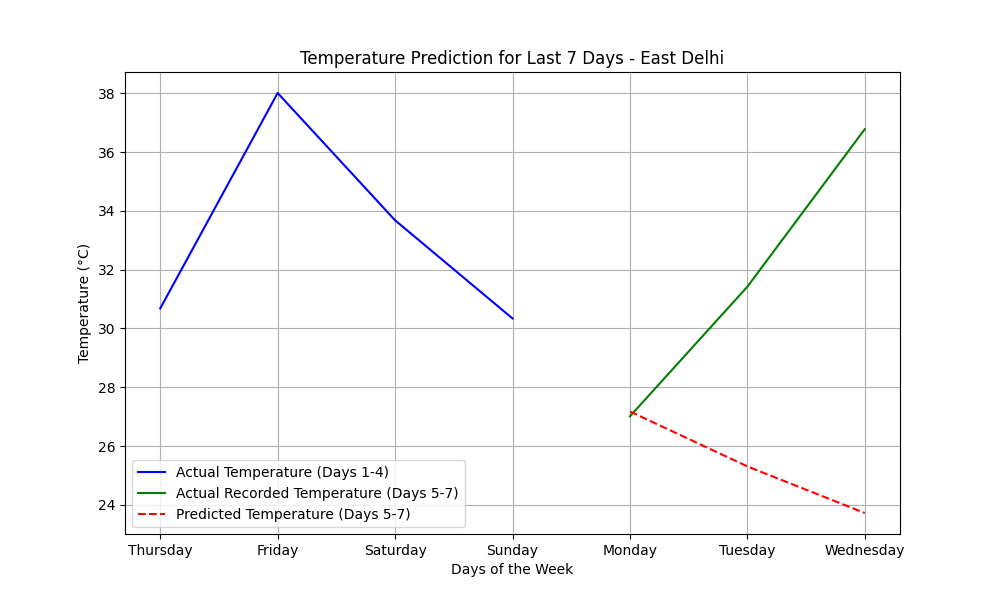 Temperature Prediction for Last 7 Days - East Delhi
38
36
34
32
30
28
26
24
Temperature (°C)
Actual Temperature (Days 1-4)
Actual Recorded Temperature (Days 5-7)
Predicted Temperature (Days 5-7)
Thursday Friday Saturday Sunday Monday Tuesday Wednesday
Days of the Week